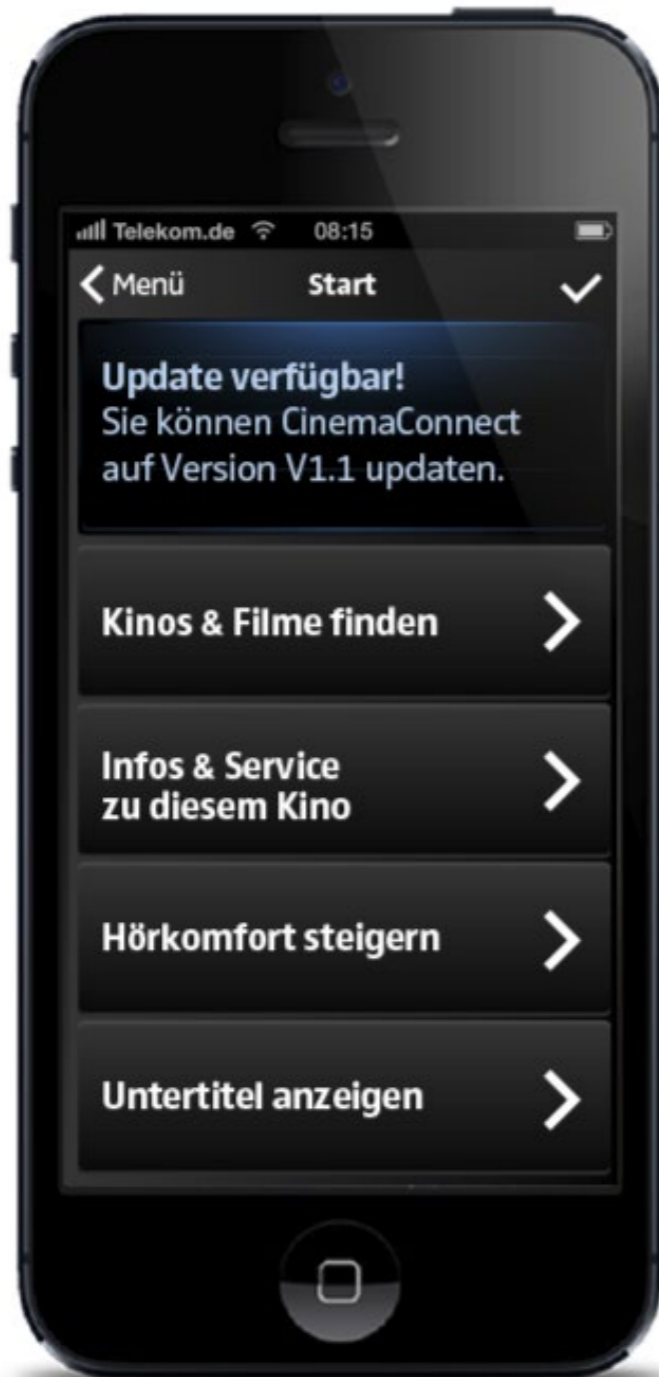 Telekom.de 08:15
Menü Start
Update verfügbar!
Sie können CinemaConnect
auf Version V1.1 updaten.
Kinos & Filme finden
Infos & Service
zu diesem Kino
Hörkomfort steigern
Untertitel anzeigen